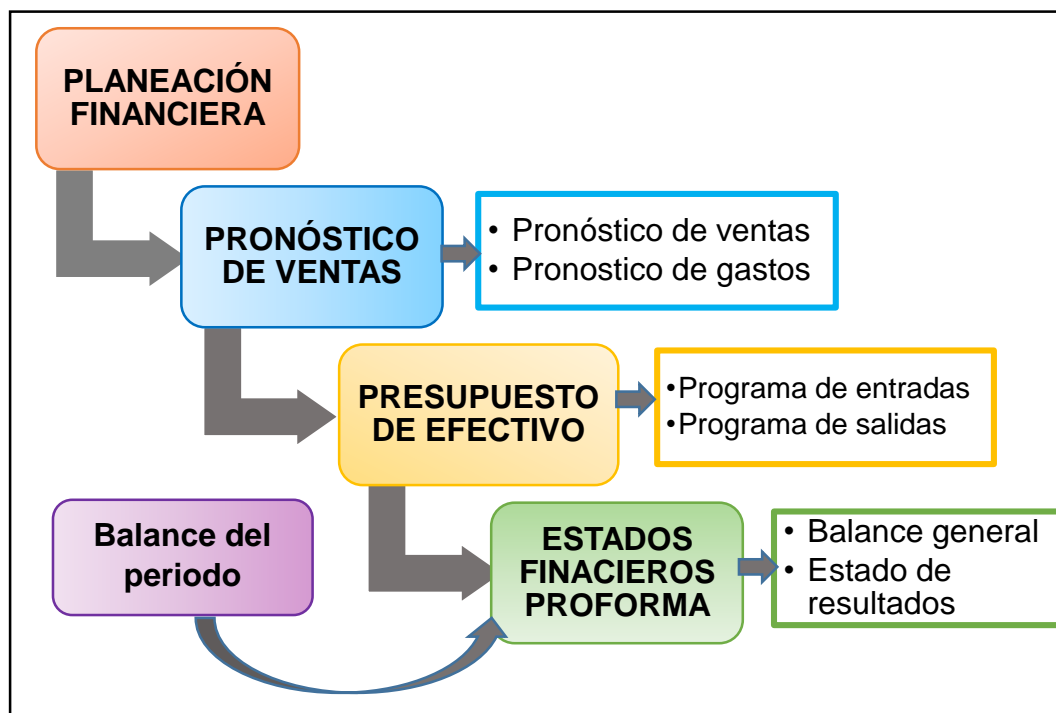 PLANEACIÓN
FINANCIERA
PRONÓSTICO
DE VENTAS
• Pronóstico de ventas
• Pronostico de gastos
PRESUPUESTO
DE EFECTIVO
•Programa de entradas
•Programa de salidas
Balance del
periodo
ESTADOS
FINACIEROS
PROFORMA
• Balance general
• Estado de
resultados